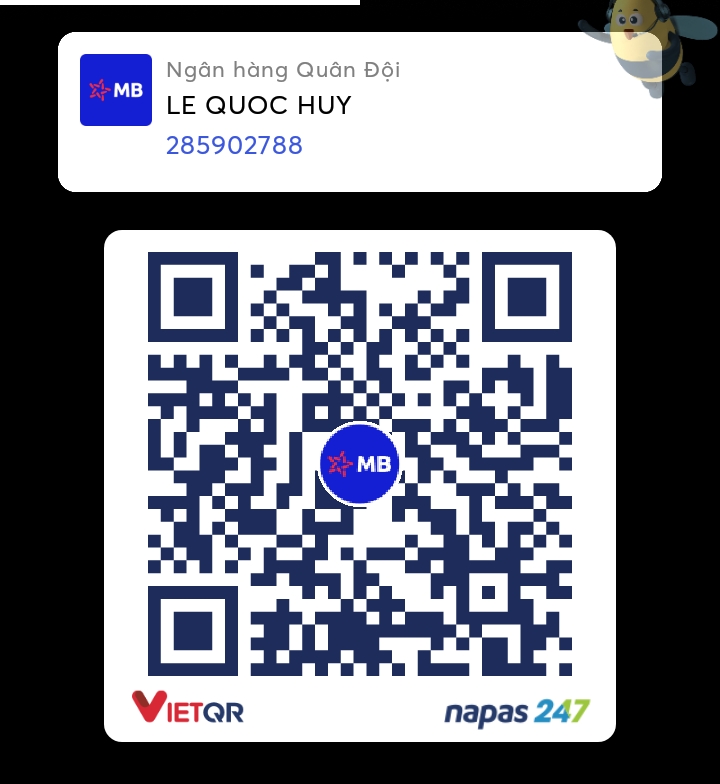 Ngân hàng Quân Đội
MB
LE QUOC HUY
285902788
MB
VIETQR
napas 247